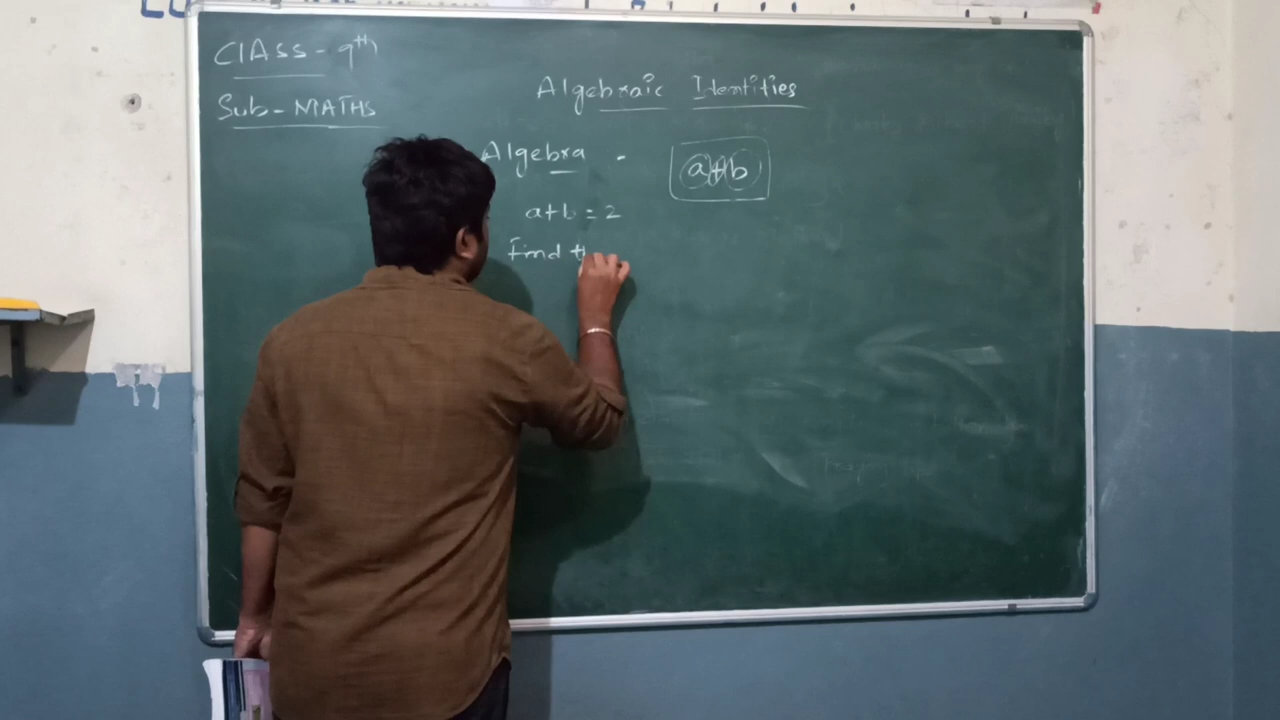 ClAss - 9th
Sub - MATHS
Algebraic Identities
Algebra - a+b
a+b = 2
Find